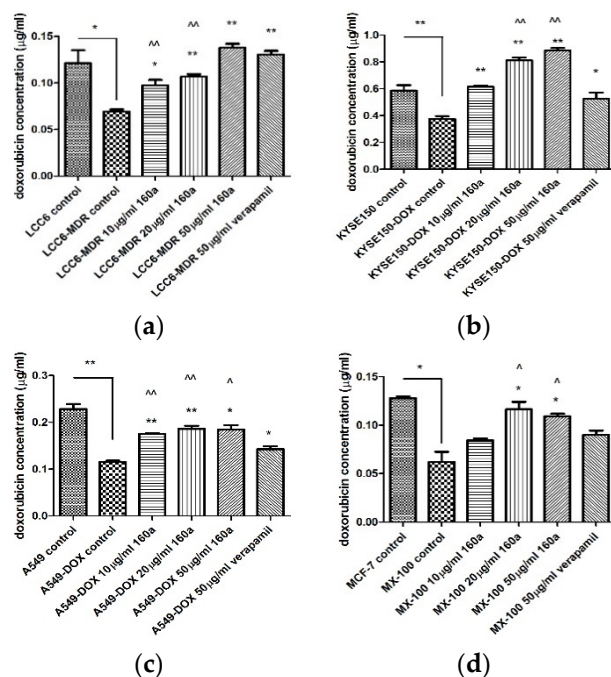 doxorubicin concentration (μg/ml)
0.15
0.10
0.05
0.00
*
^^
*
^^
**
**
**
LCC6 control
LCC6-MDR control
LCC6-MDR 10μg/ml 160a
LCC6-MDR 20μg/ml 160a
LCC6-MDR 50μg/ml 160a
LCC6-MDR 50μg/ml verapamil
(a)
doxorubicin concentration (μg/ml)
1.0
0.8
0.6
0.4
0.2
0.0
**
**
^^
**
^^
**
*
KYSE150 control
KYSE150-DOX control
KYSE150-DOX 10μg/ml 160a
KYSE150-DOX 20μg/ml 160a
KYSE150-DOX 50μg/ml 160a
KYSE150-DOX 50μg/ml verapamil
(b)
doxorubicin concentration (μg/ml)
0.3
0.2
0.1
0.0
**
^^
**
^^
**
^
*
*
A549 control
A549-DOX control
A549-DOX 10μg/ml 160a
A549-DOX 20μg/ml 160a
A549-DOX 50μg/ml 160a
A549-DOX 50μg/ml verapamil
(c)
doxorubicin concentration (μg/ml)
0.15
0.10
0.05
0.00
*
^
*
^
*
MCF-7 control
MX-100 control
MX-100 10μg/ml 160a
MX-100 20μg/ml 160a
MX-100 50μg/ml 160a
MX-100 50μg/ml verapamil
(d)